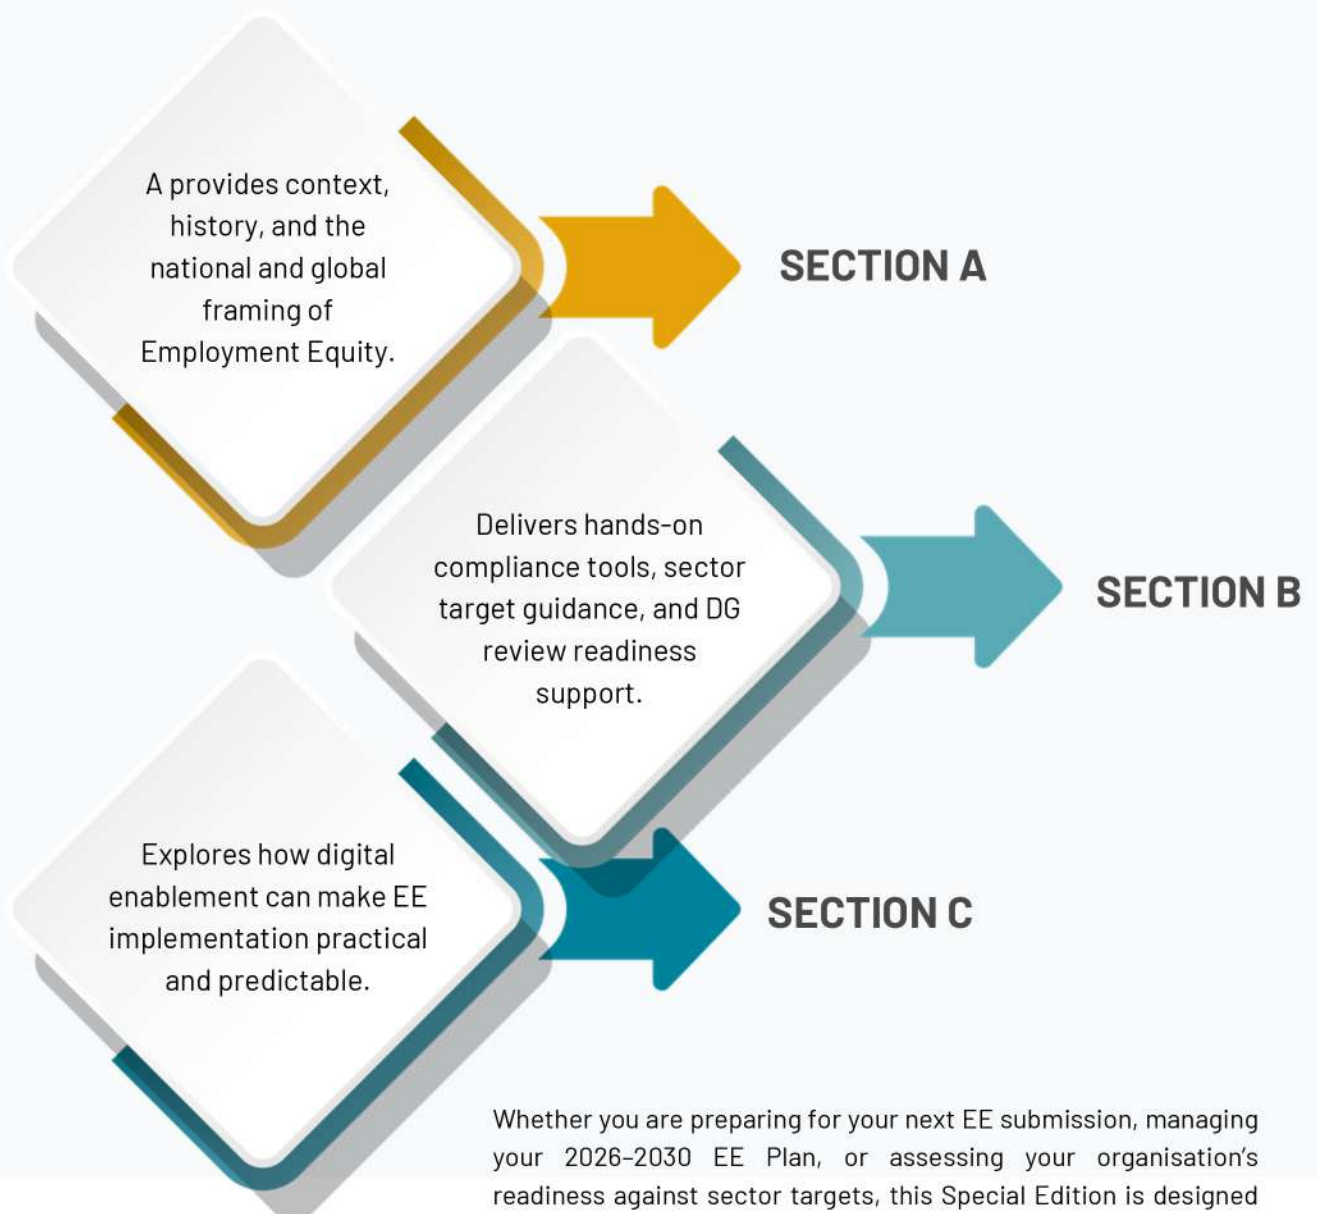 A provides context,
history, and the
national and global
framing of
Employment Equity.
SECTION A
Delivers hands-on
compliance tools, sector
target guidance, and DG
review readiness
support.
SECTION B
Explores how digital
enablement can make EE
implementation practical
and predictable.
SECTION C
Whether you are preparing for your next EE submission, managing
your 2026–2030 EE Plan, or assessing your organisation's
readiness against sector targets, this Special Edition is designed